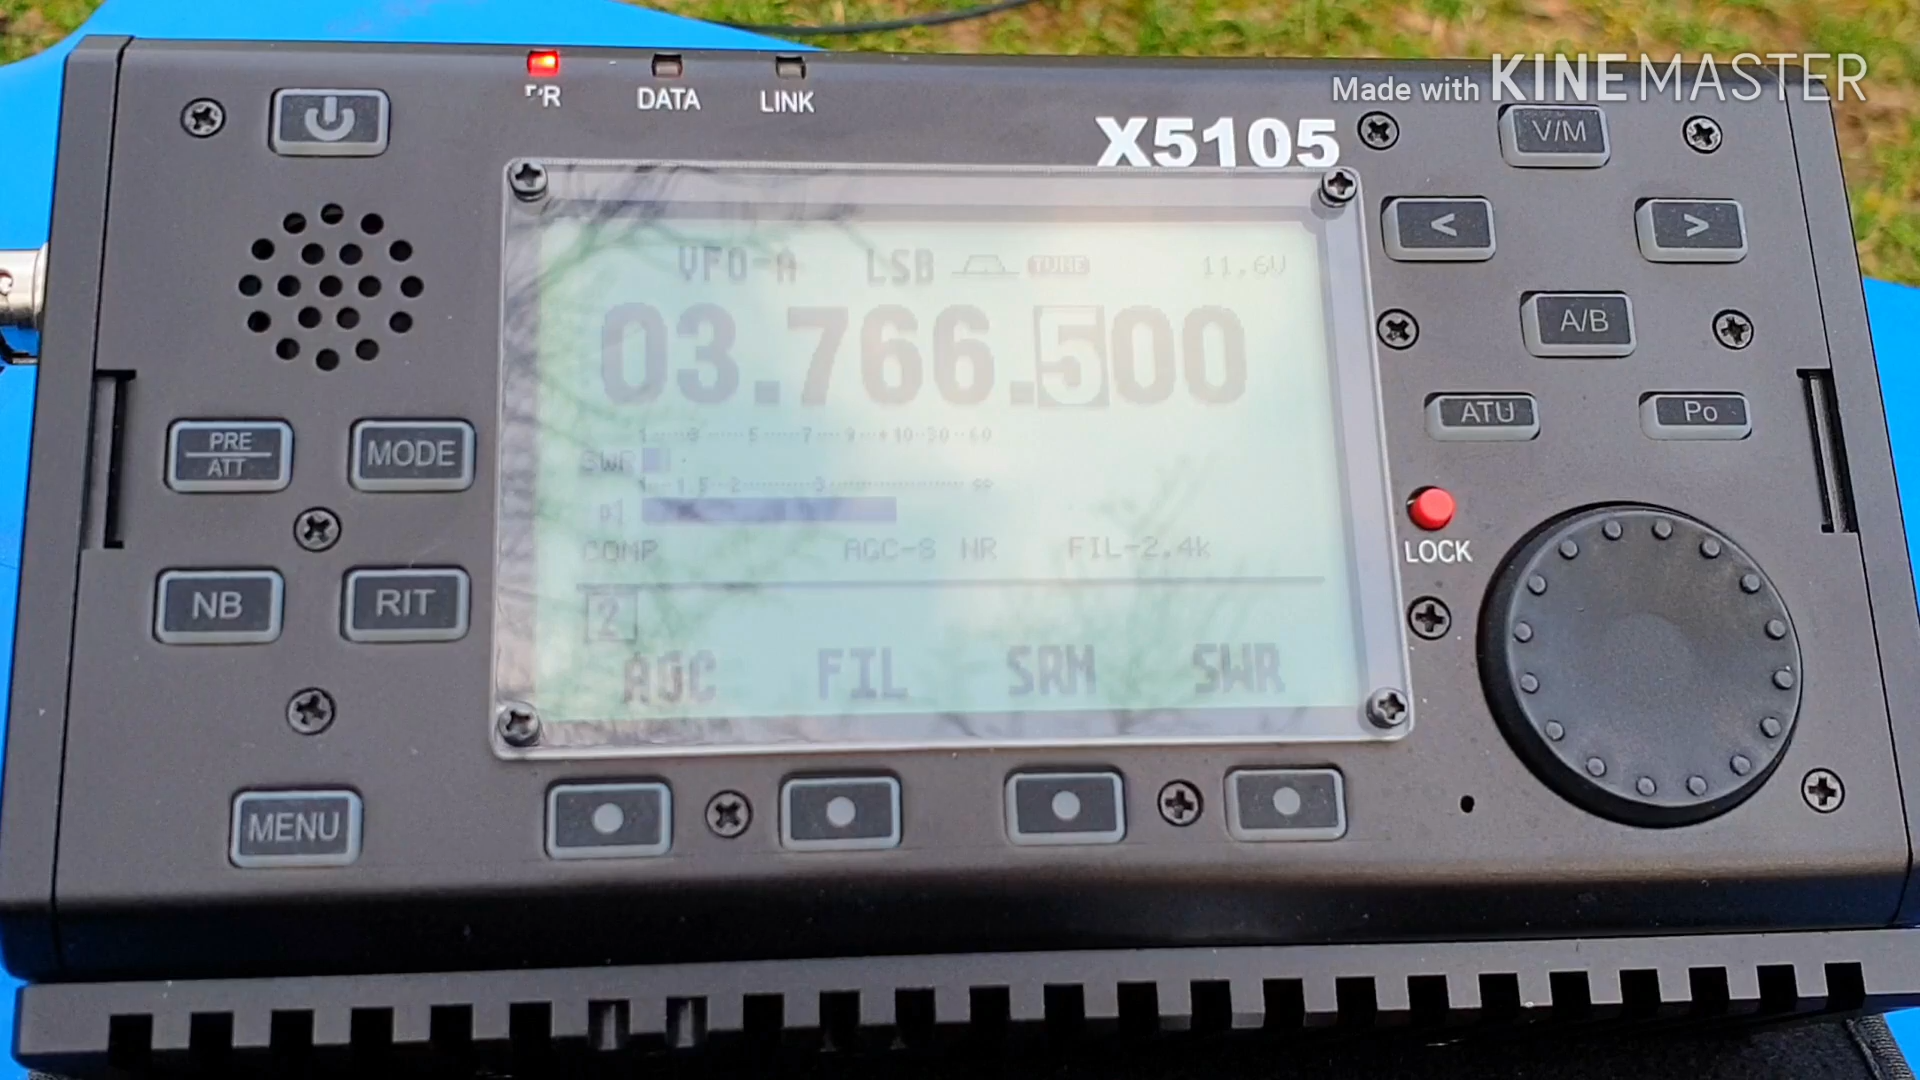 Made with KINEMASTER
DATA
LINK
X5105
V/M
<
>
VFO-A LSB TUNE 11.6V
03.766.500
A/B
ATU
Po
PRE
ATT
MODE
SWR
COMP AGC-S NR FIL-2.4k
LOCK
NB
RIT
2
AGC FIL SRM SWR
MENU